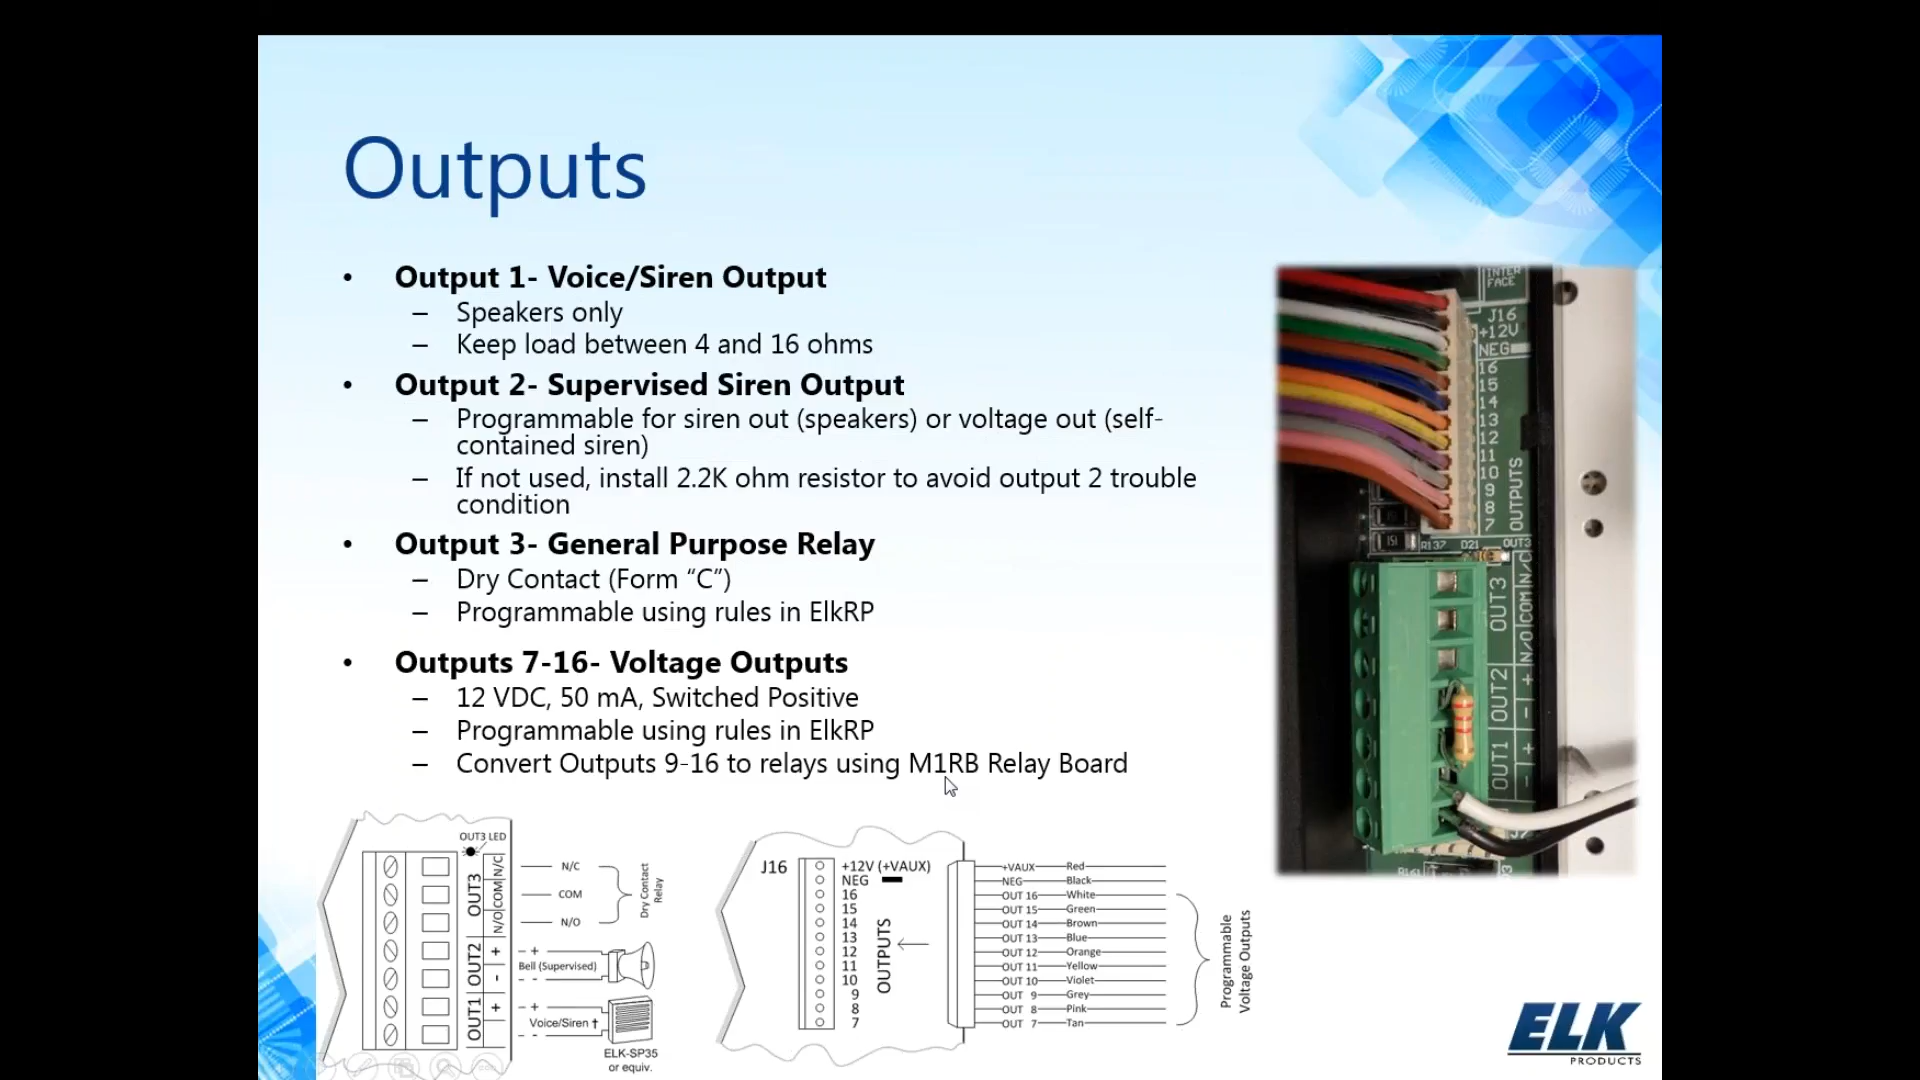 Outputs
• Output 1- Voice/Siren Output
– Speakers only
– Keep load between 4 and 16 ohms
• Output 2- Supervised Siren Output
– Programmable for siren out (speakers) or voltage out (self-
contained siren)
– If not used, install 2.2K ohm resistor to avoid output 2 trouble
condition
• Output 3- General Purpose Relay
– Dry Contact (Form “C”)
– Programmable using rules in ElkRP
• Outputs 7-16- Voltage Outputs
– 12 VDC, 50 mA, Switched Positive
– Programmable using rules in ElkRP
– Convert Outputs 9-16 to relays using M1RB Relay Board
INTER
FACE
J16
+12V
NEG
16
15
14
13
12
11
10
9
8
7
OUTPUTS
R137 D21 OUT3
OUT3
N/O COM N/C
OUT2
- +
OUT1
- +
OUT3 LED
OUT3
N/O COM N/C
OUT2
- +
OUT1
+
N/C
COM
N/O
Dry Contact
Relay
+
Bell (Supervised)
-
+
Voice/Siren †
-
ELK-SP35
or equiv.
J16
+12V (+VAUX)
NEG
16
15
14
13
12
11
10
9
8
7
OUTPUTS
+VAUX Red
NEG Black
OUT 16 White
OUT 15 Green
OUT 14 Brown
OUT 13 Blue
OUT 12 Orange
OUT 11 Yellow
OUT 10 Violet
OUT 9 Grey
OUT 8 Pink
OUT 7 Tan
Programmable
Voltage Outputs
ELK
PRODUCTS